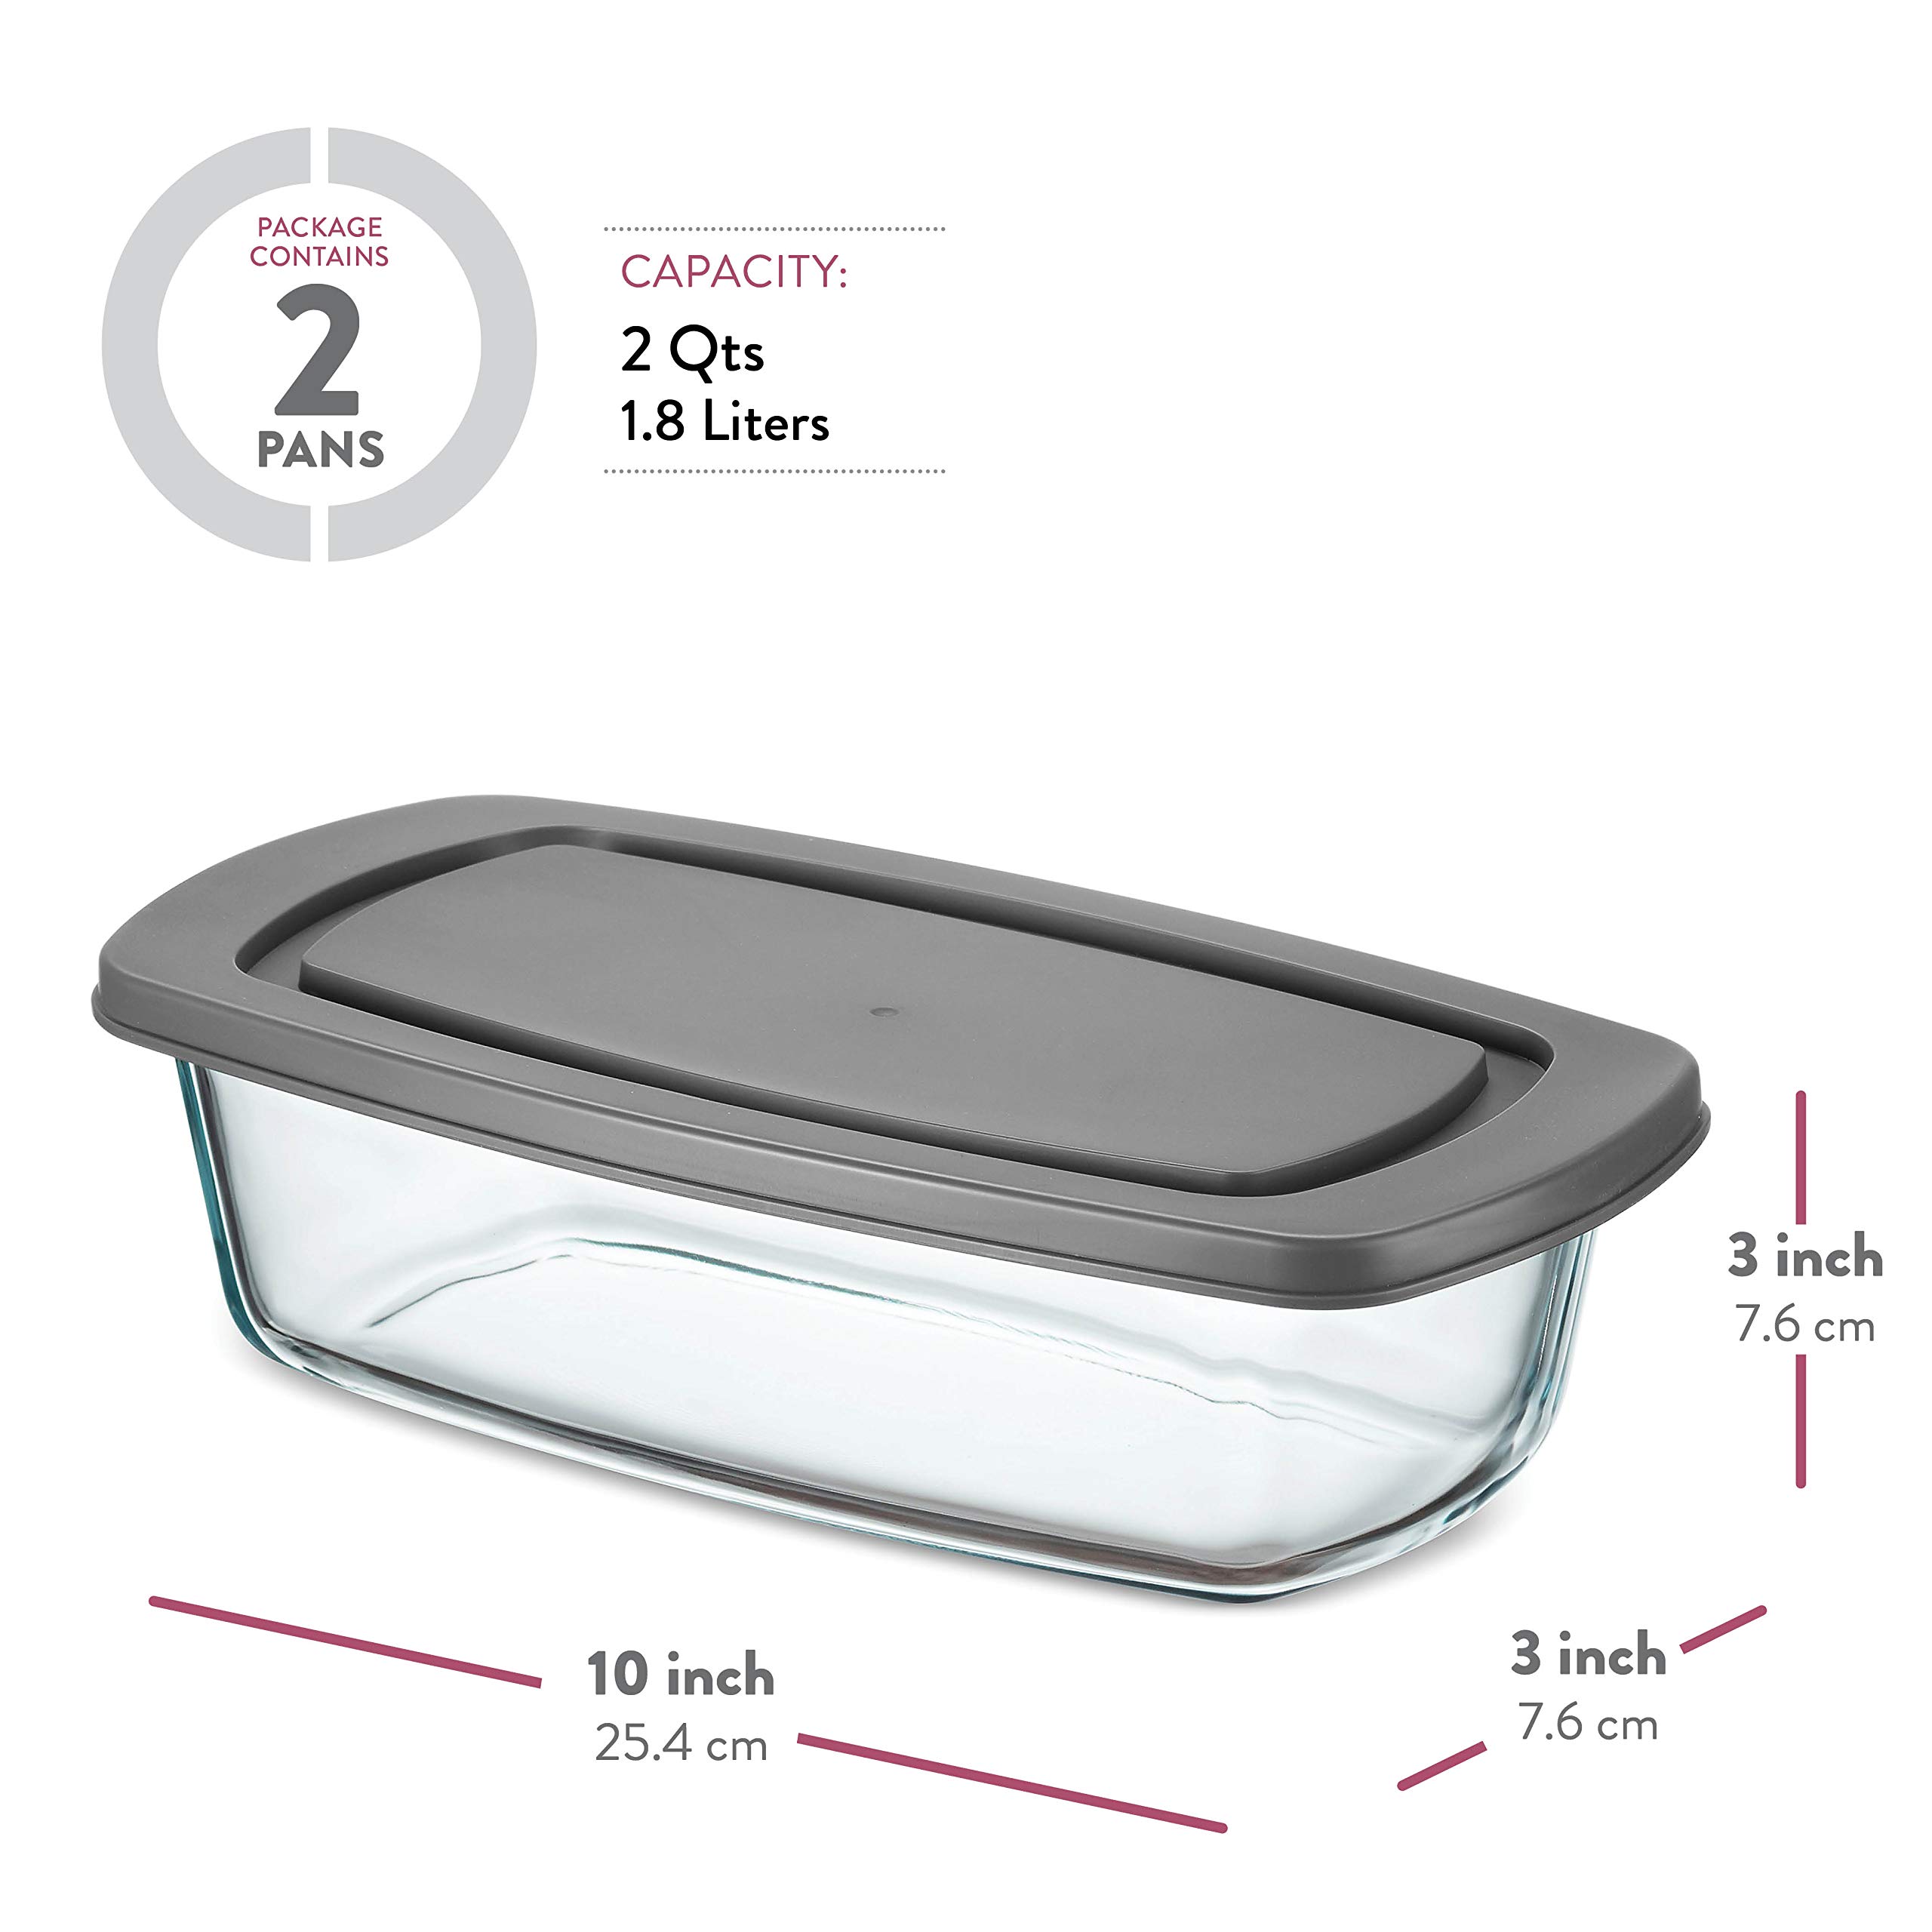 PACKAGE
CONTAINS
2
PANS
CAPACITY:
2 Qts
1.8 Liters
3 inch
7.6 cm
10 inch
25.4 cm
3 inch
7.6 cm